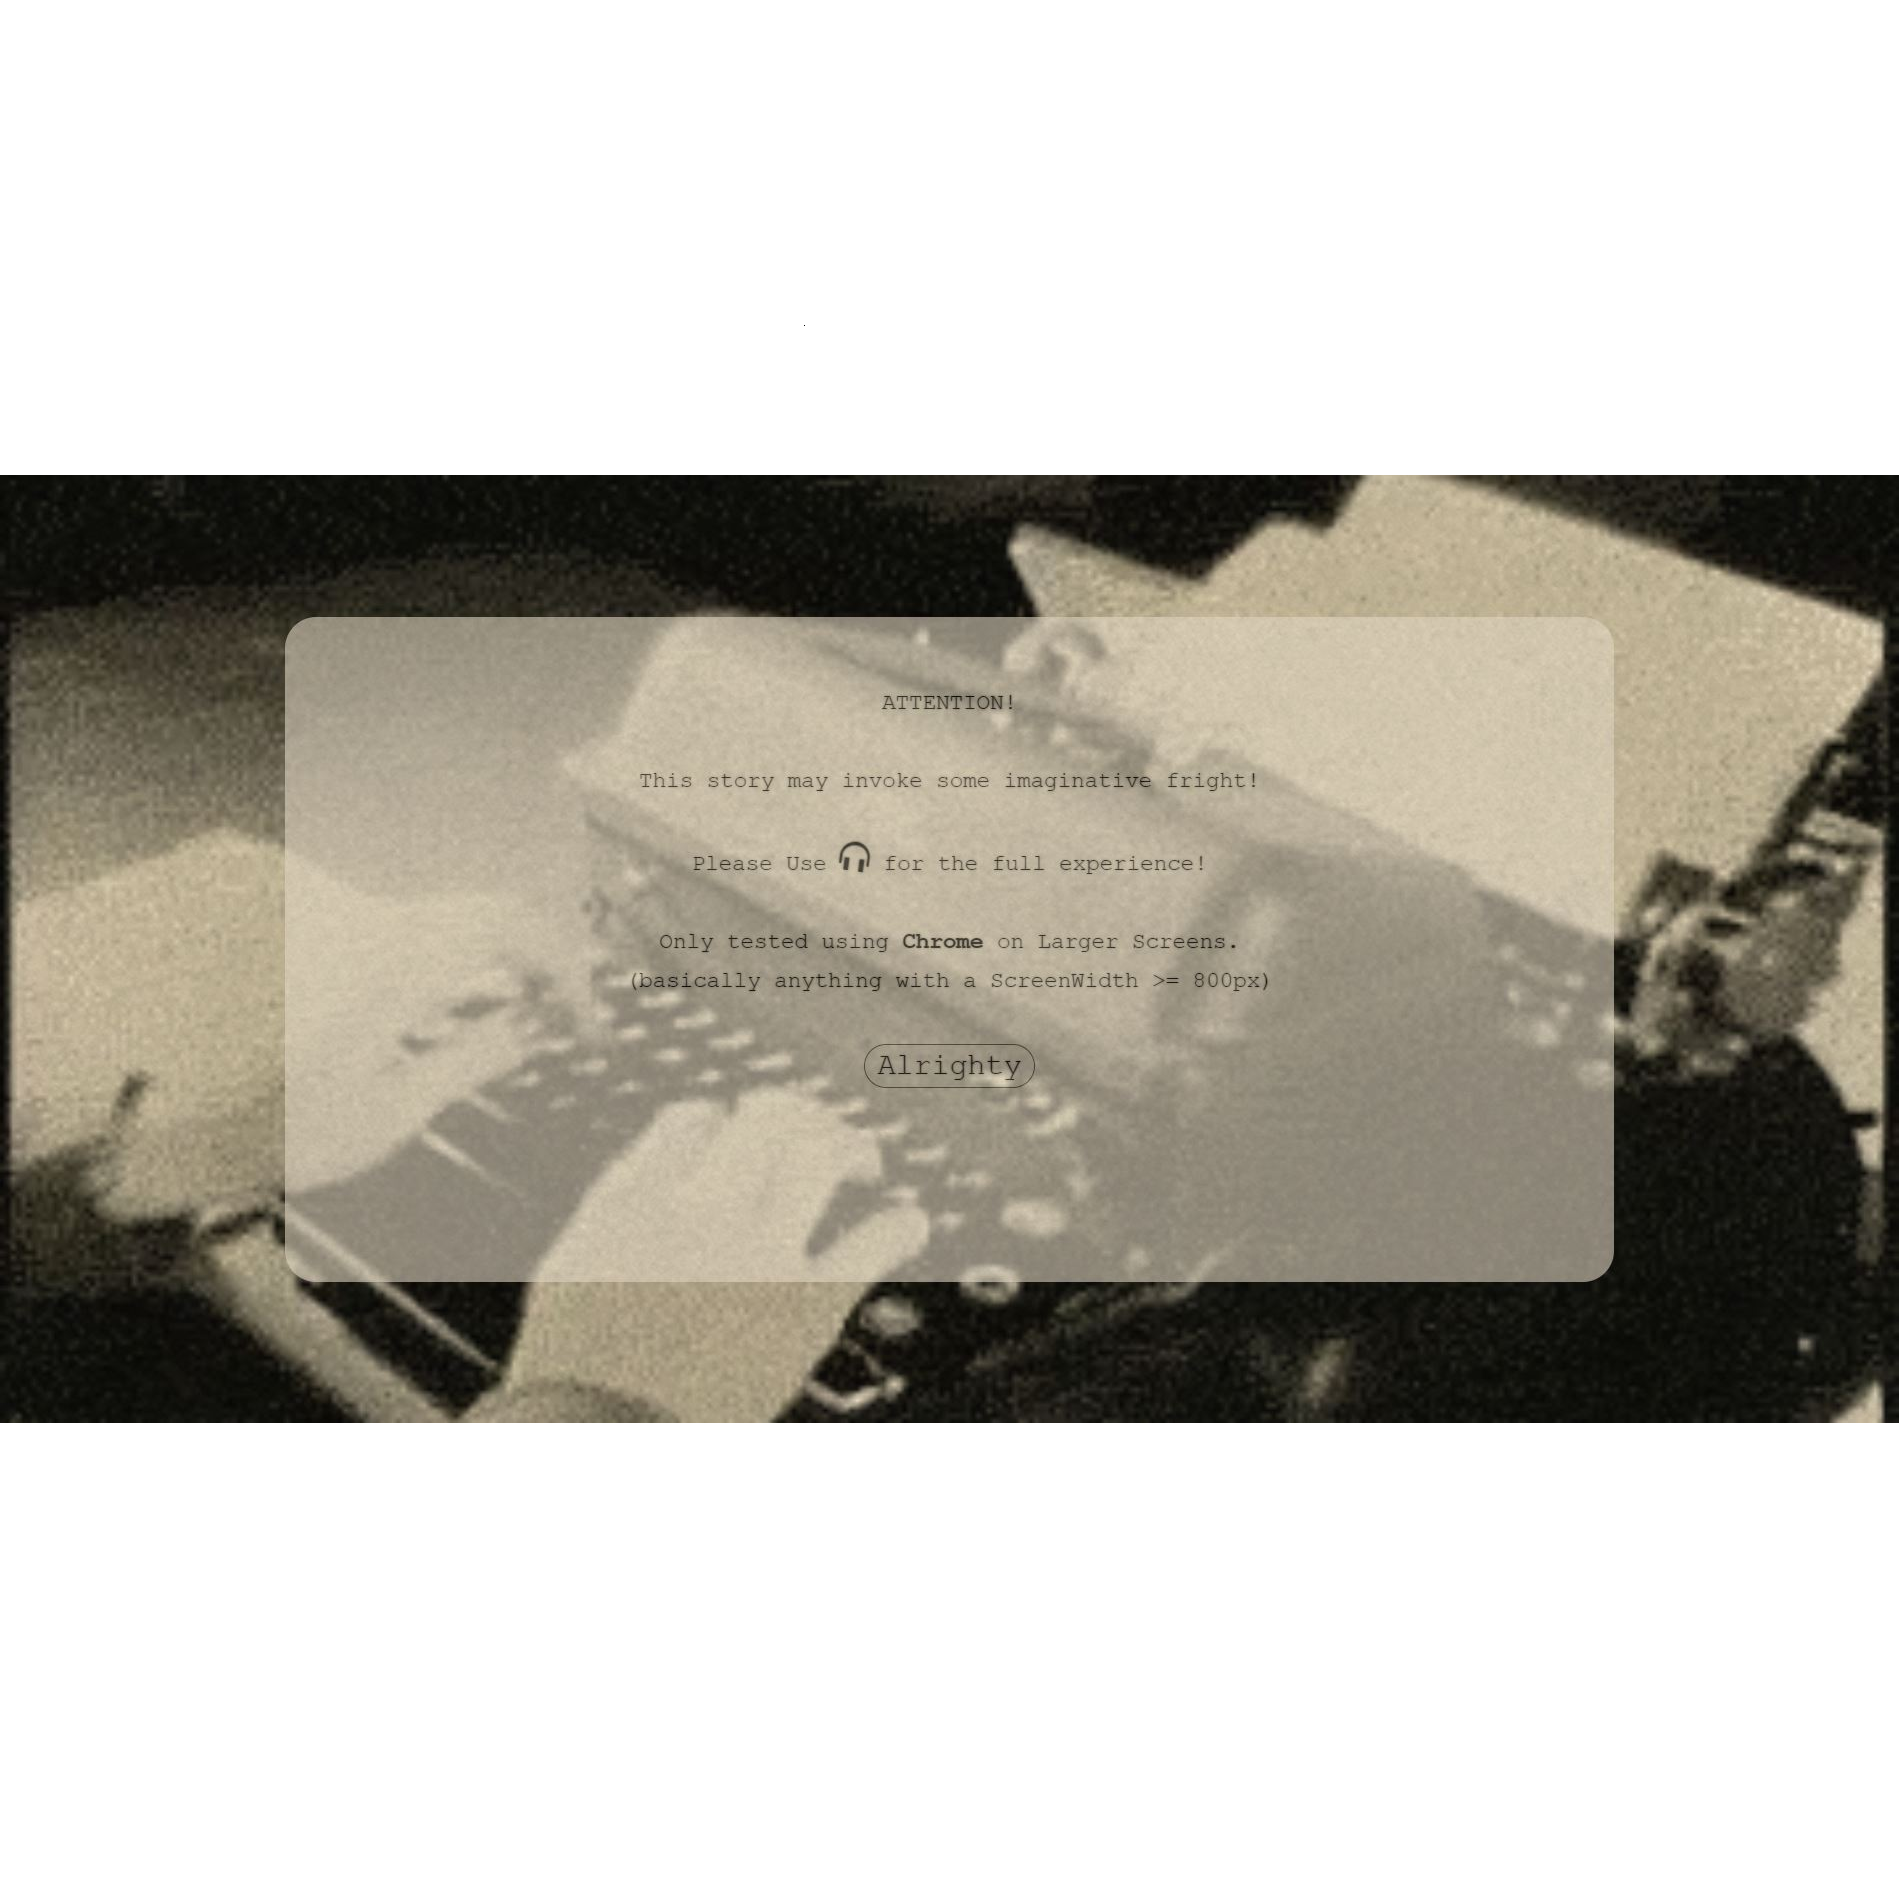 ATTENTION!
This story may invoke some imaginative fright!
Please Use for the full experience!
Only tested using Chrome on Larger Screens.
(basically anything with a ScreenWidth >= 800px)
Alrighty